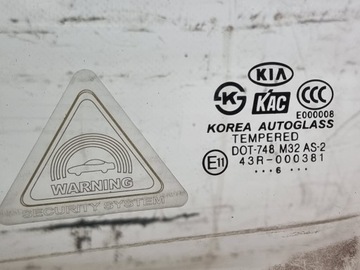 KIA
KAC
CCC
E000008
KOREA AUTOGLASS
TEMPERED
DOT-748 M32 AS-2
E11 43R-000381
•••6•••
WARNING
SECURITY SYSTEM